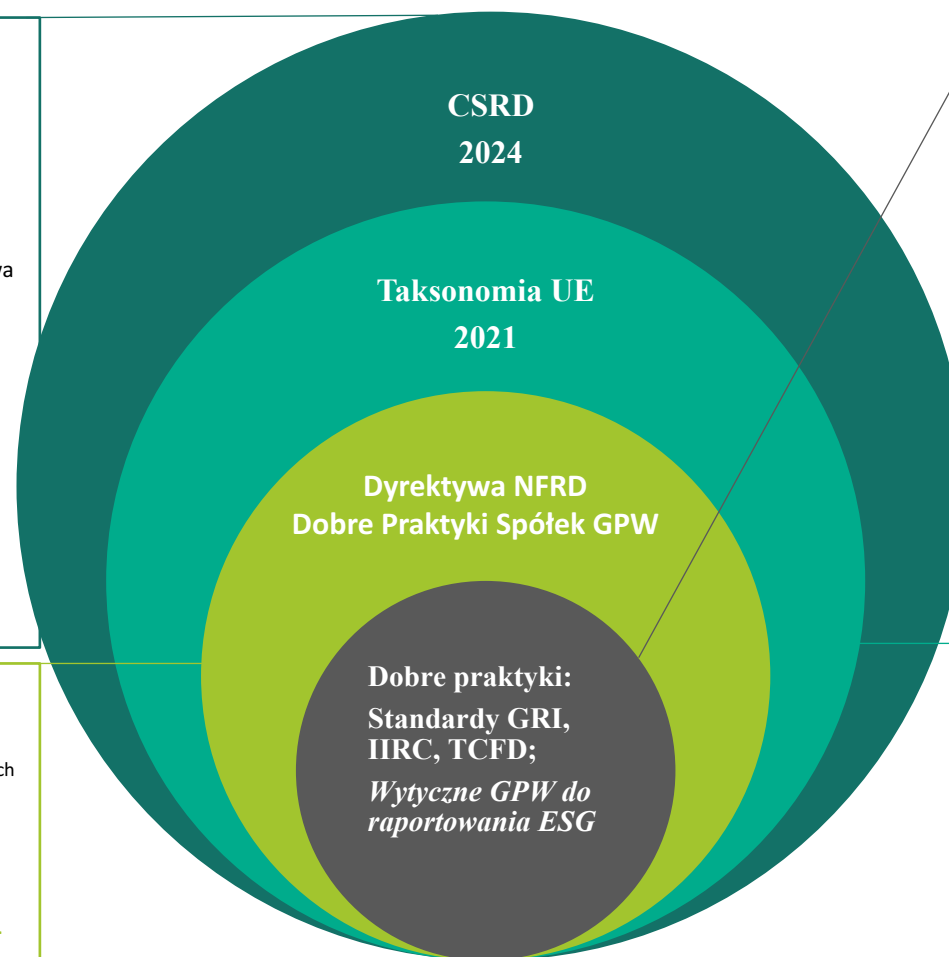 CSRD
2024
Taksonomia UE
2021
Dyrektywa NFRD
Dobre Praktyki Spółek GPW
Dobre praktyki:
Standardy GRI,
IIRC, TCFD;
Wytyczne GPW do
raportowania ESG